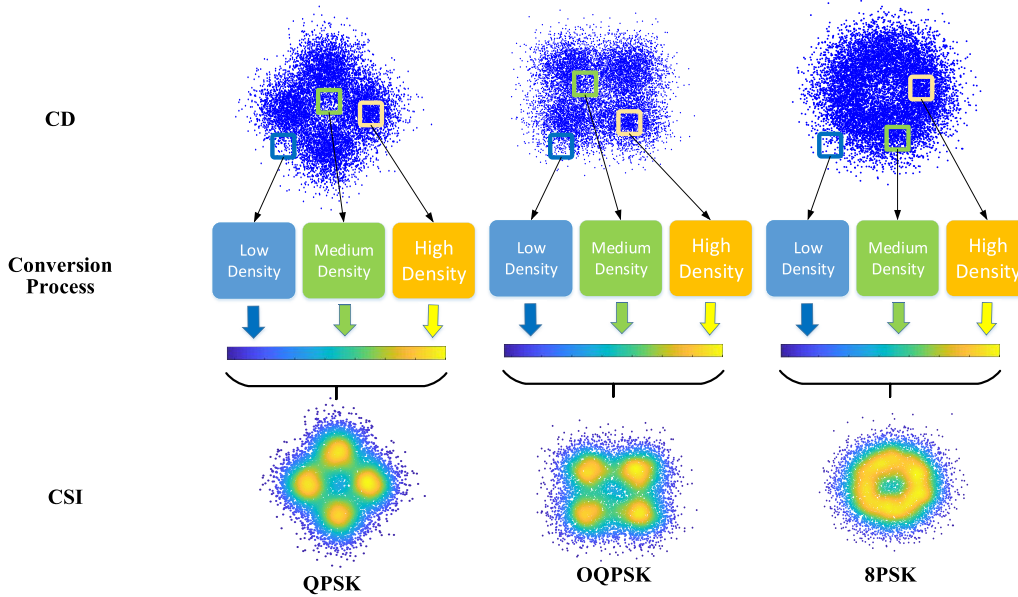 CD
Conversion
Process
Low
Density
Medium
Density
High
Density
Low
Density
Medium
Density
High
Density
Low
Density
Medium
Density
High
Density
CSI
QPSK
OQPSK
8PSK